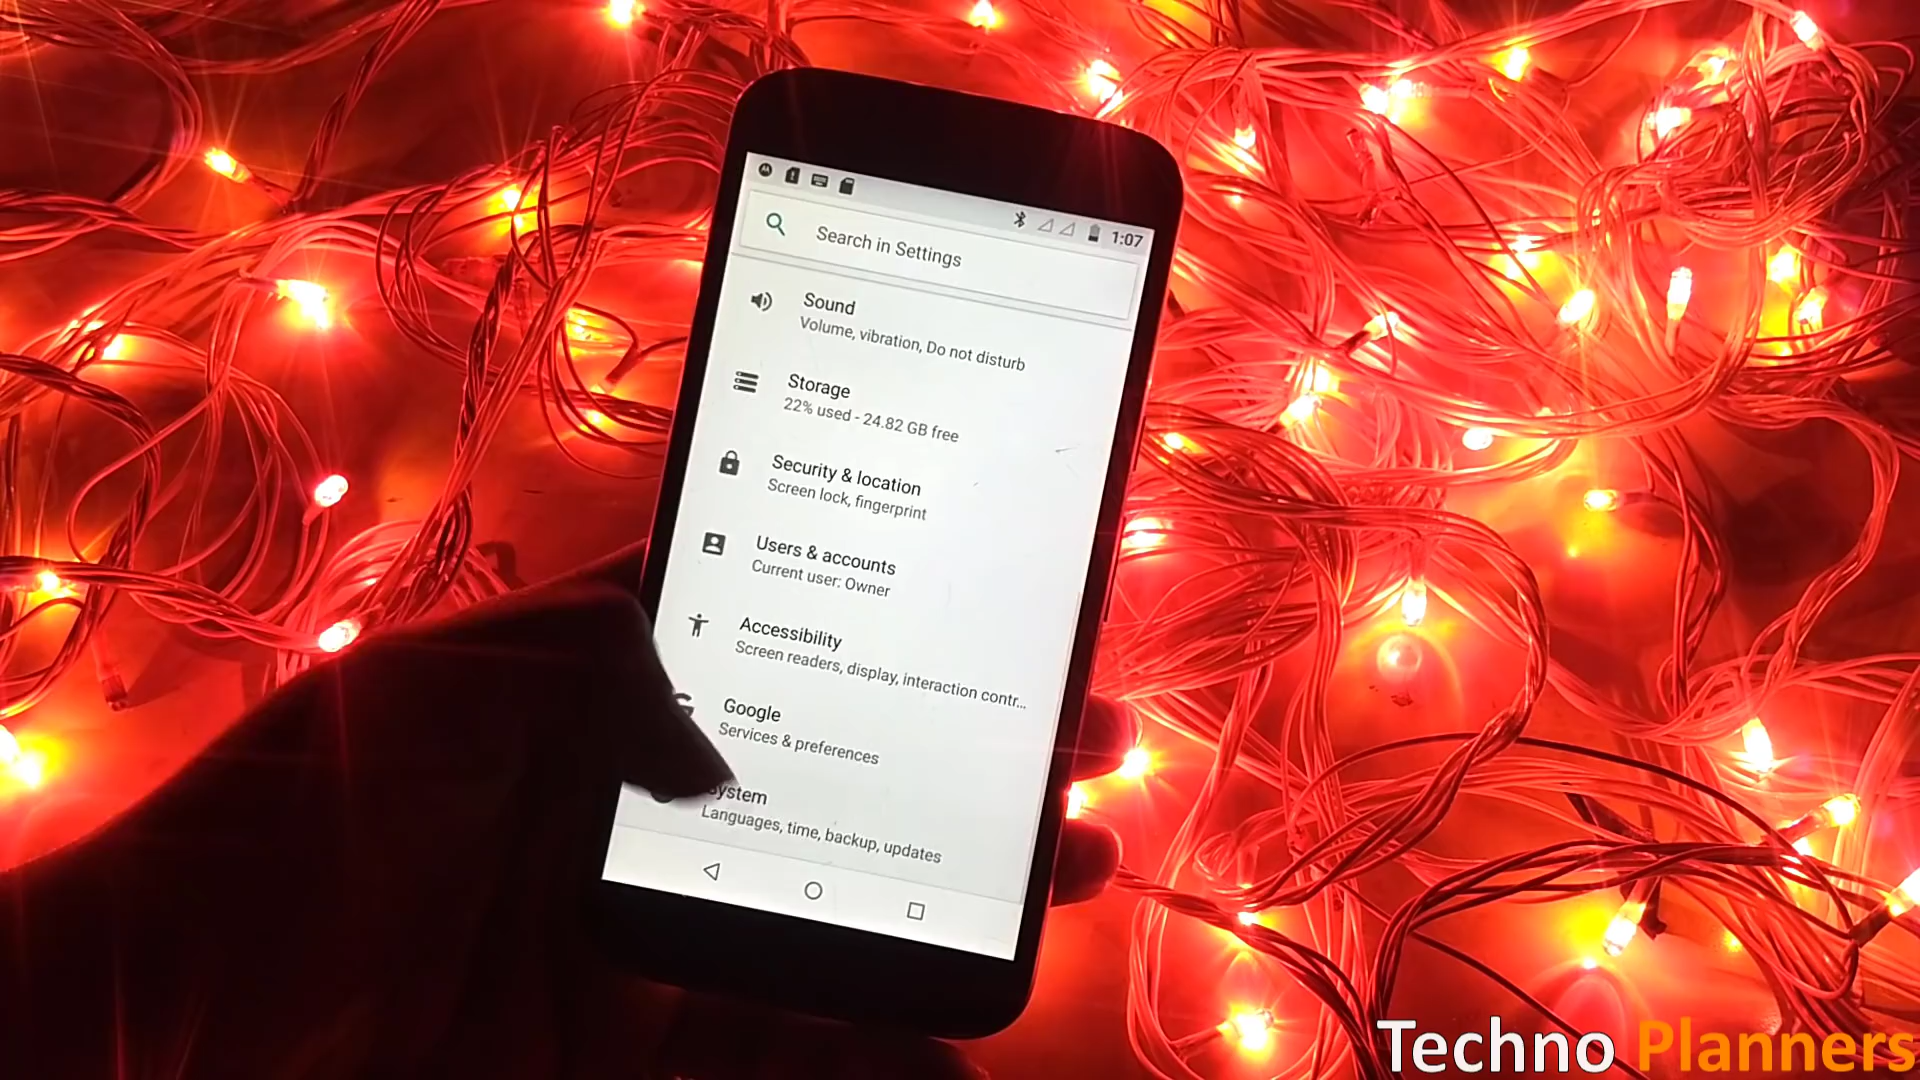 1:07
Search in Settings
Sound
Volume, vibration, Do not disturb
Storage
22% used - 24.82 GB free
Security & location
Screen lock, fingerprint
Users & accounts
Current user: Owner
Accessibility
Screen readers, display, interaction contr...
Google
Services & preferences
System
Languages, time, backup, updates
Techno Planners